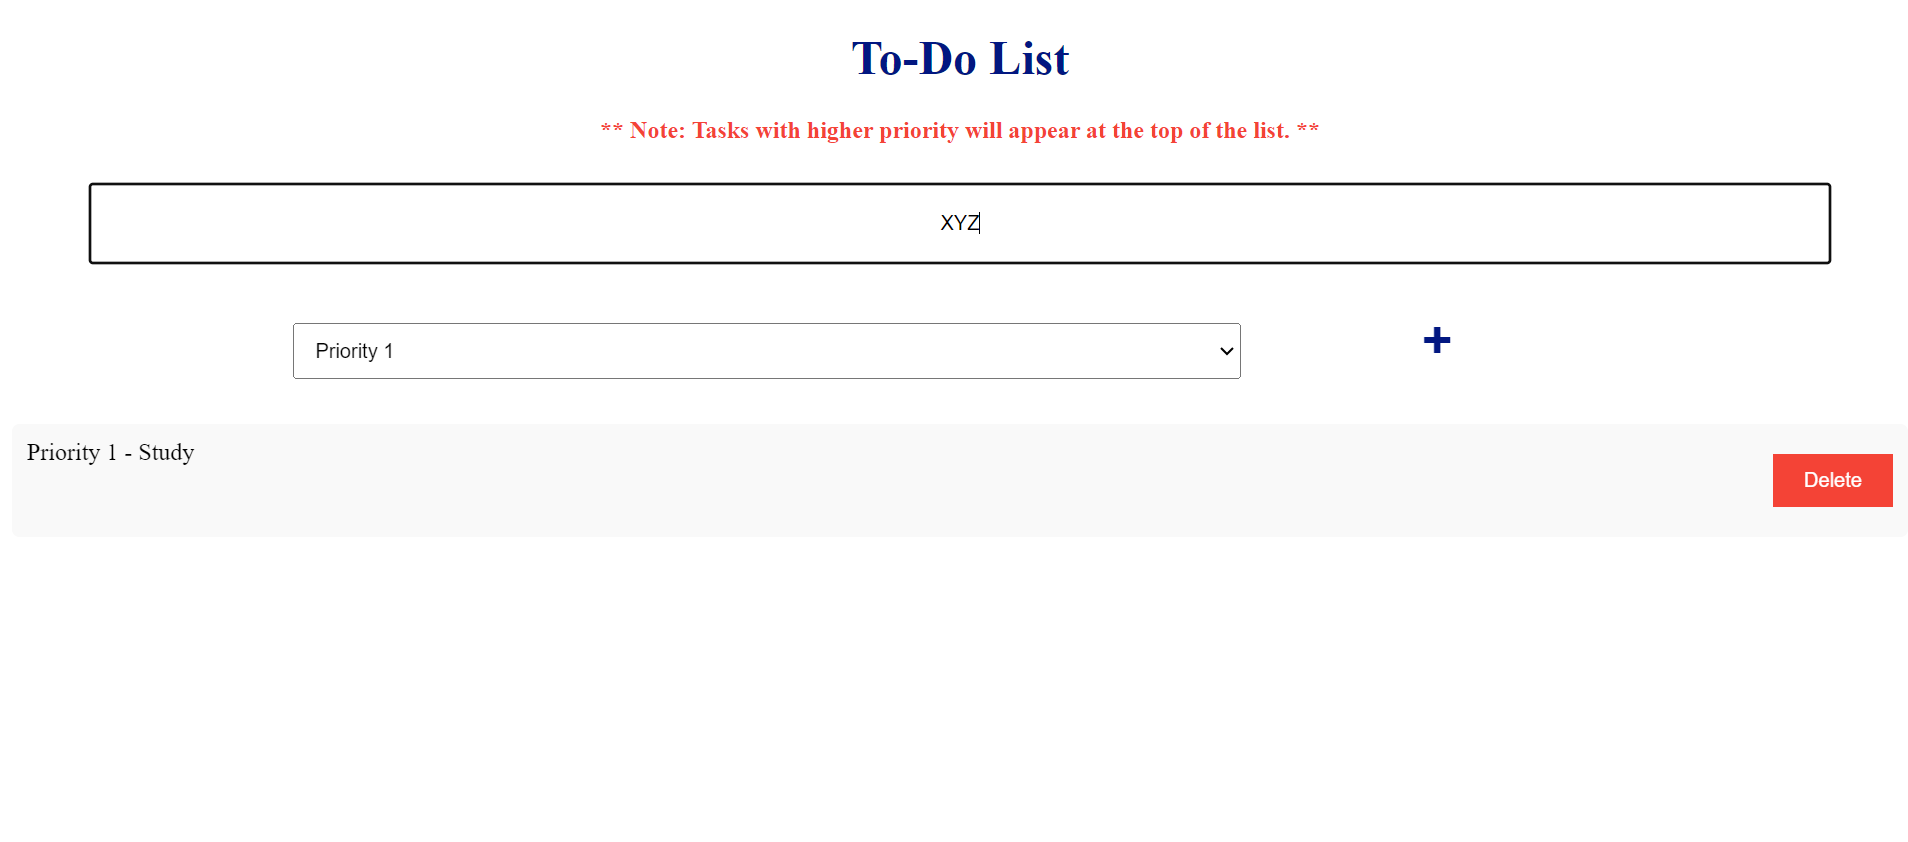 To-Do List
** Note: Tasks with higher priority will appear at the top of the list. **
XYZ
Priority 1
+
Priority 1 - Study
Delete